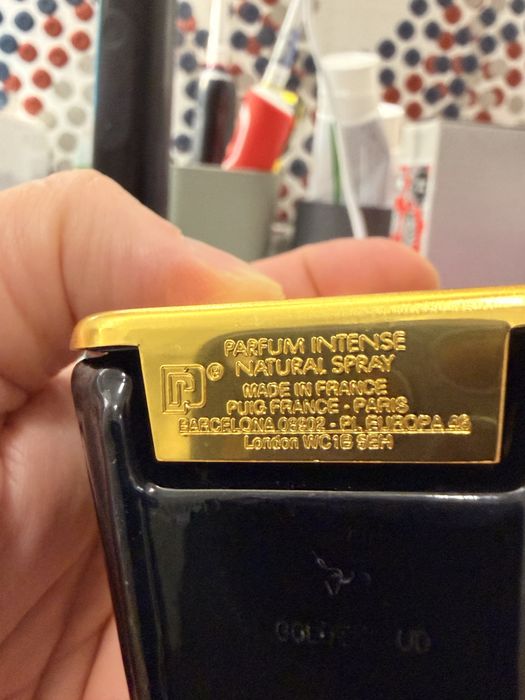 PARFUM INTENSE
® NATURAL SPRAY
MADE IN FRANCE
PUIG FRANCE · PARIS
BARCELONA 08902 - PL. EUROPA 46
London WC1B 5EH